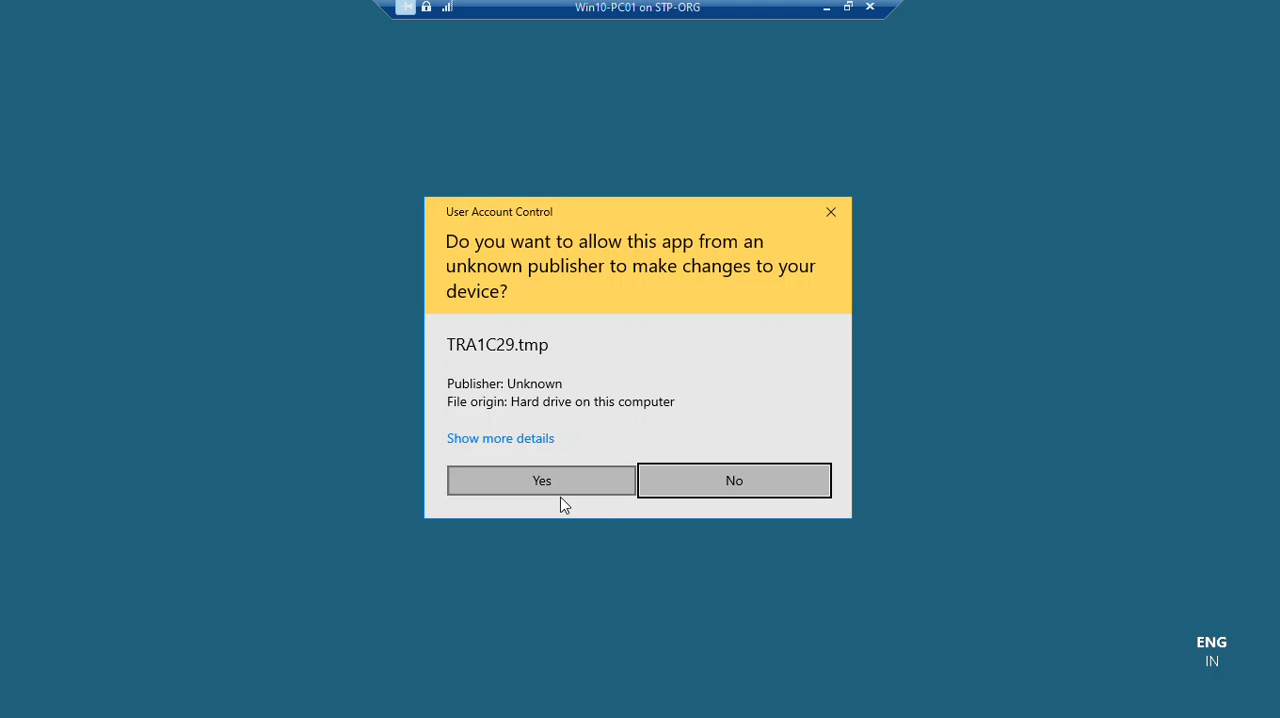 Win10-PC01 on STP-ORG
User Account Control
Do you want to allow this app from an
unknown publisher to make changes to your
device?
TRA1C29.tmp
Publisher: Unknown
File origin: Hard drive on this computer
Show more details
Yes
No
ENG
IN